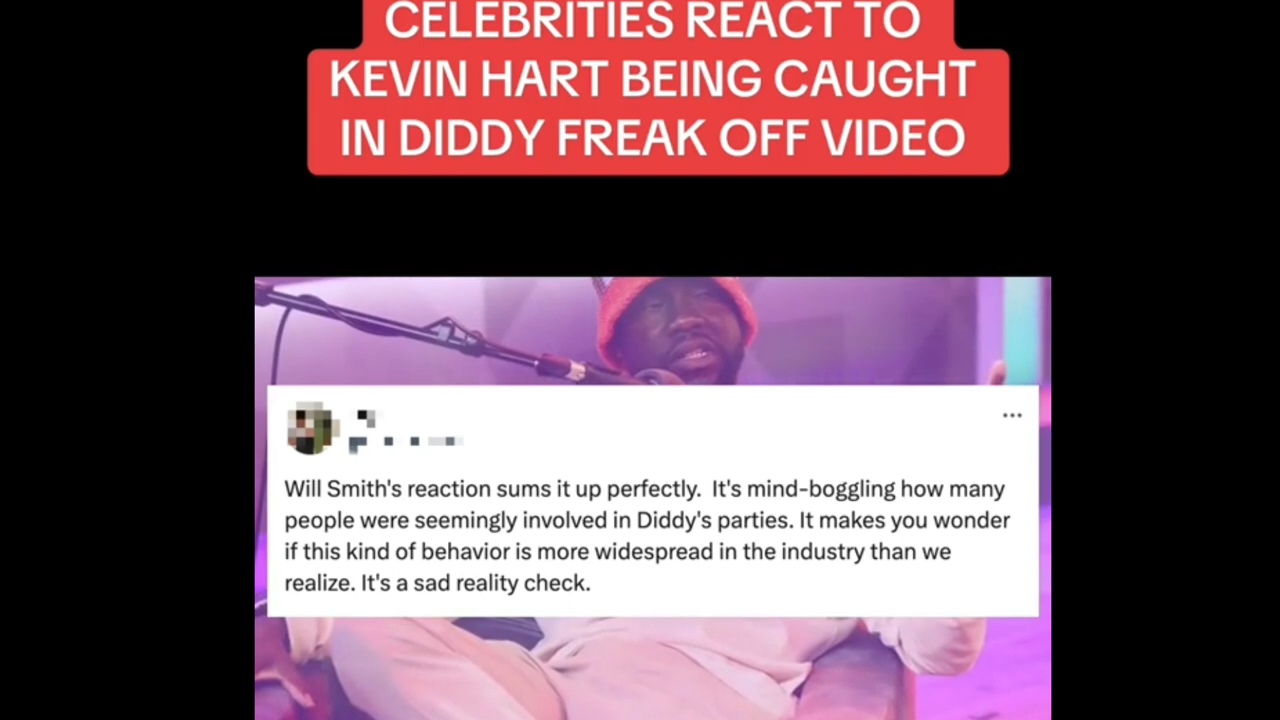 CELEBRITIES REACT TO
KEVIN HART BEING CAUGHT
IN DIDDY FREAK OFF VIDEO
Will Smith's reaction sums it up perfectly. It's mind-boggling how many
people were seemingly involved in Diddy's parties. It makes you wonder
if this kind of behavior is more widespread in the industry than we
realize. It's a sad reality check.